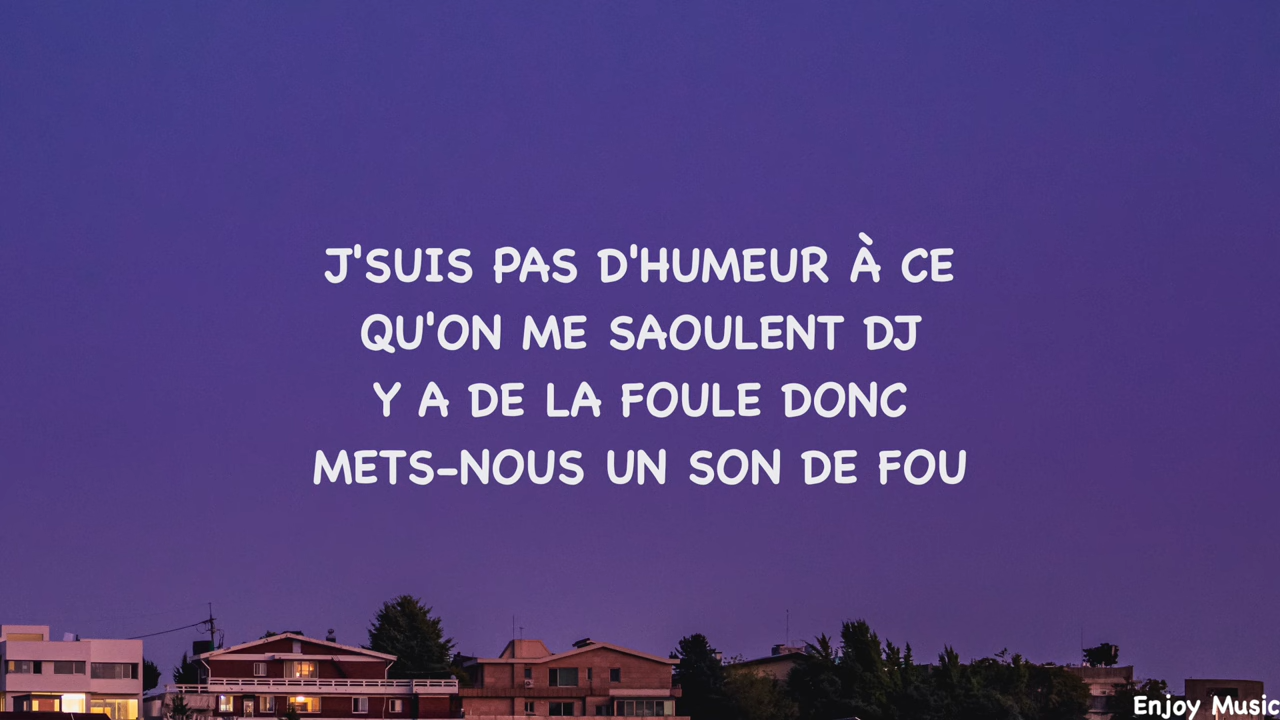 J'SUIS PAS D'HUMEUR À CE
QU'ON ME SAOULENT DJ
Y A DE LA FOULE DONC
METS-NOUS UN SON DE FOU
Enjoy Music